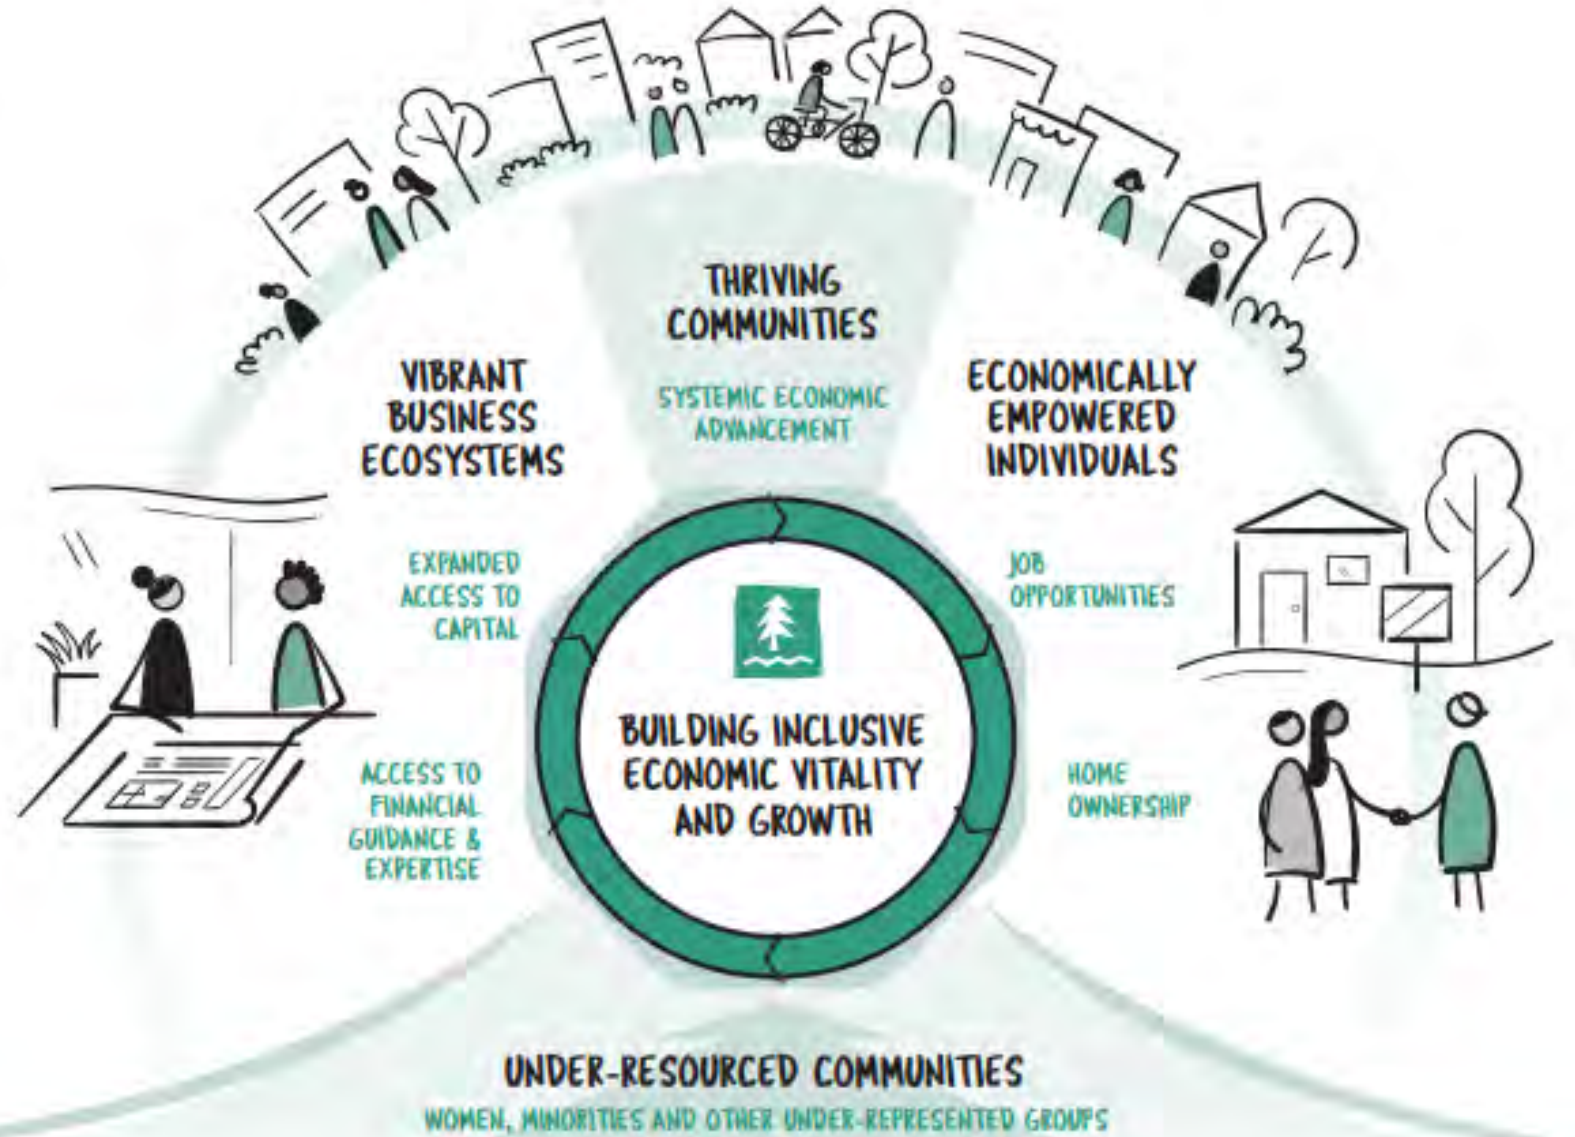 THRIVING
COMMUNITIES
SYSTEMIC ECONOMIC
ADVANCEMENT
VIBRANT
BUSINESS
ECOSYSTEMS
EXPANDED
ACCESS TO
CAPITAL
ACCESS TO
FINANCIAL
GUIDANCE &
EXPERTISE
ECONOMICALLY
EMPOWERED
INDIVIDUALS
JOB
OPPORTUNITIES
HOME
OWNERSHIP
BUILDING INCLUSIVE
ECONOMIC VITALITY
AND GROWTH
UNDER-RESOURCED COMMUNITIES
WOMEN, MINORITIES AND OTHER UNDER-REPRESENTED GROUPS